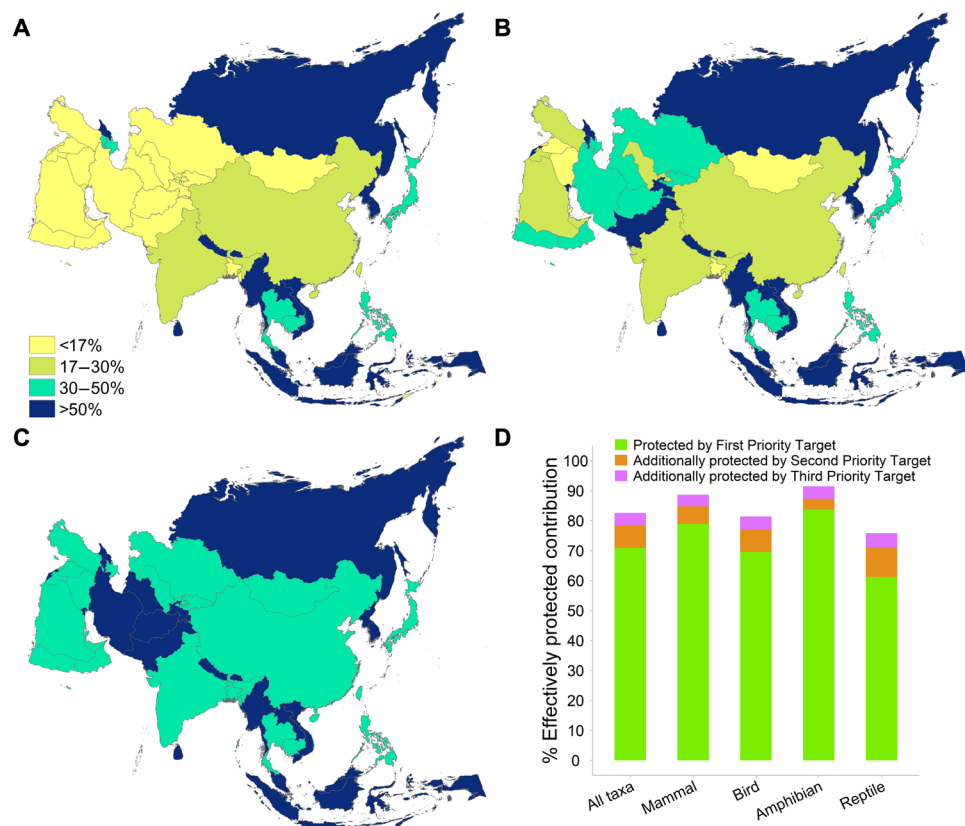 A
B
<17%
17–30%
30–50%
>50%
C
D
Protected by First Priority Target
Additionally protected by Second Priority Target
Additionally protected by Third Priority Target
% Effectively protected contribution
100
90
80
70
60
50
40
30
20
10
0
All taxa
Mammal
Bird
Amphibian
Reptile